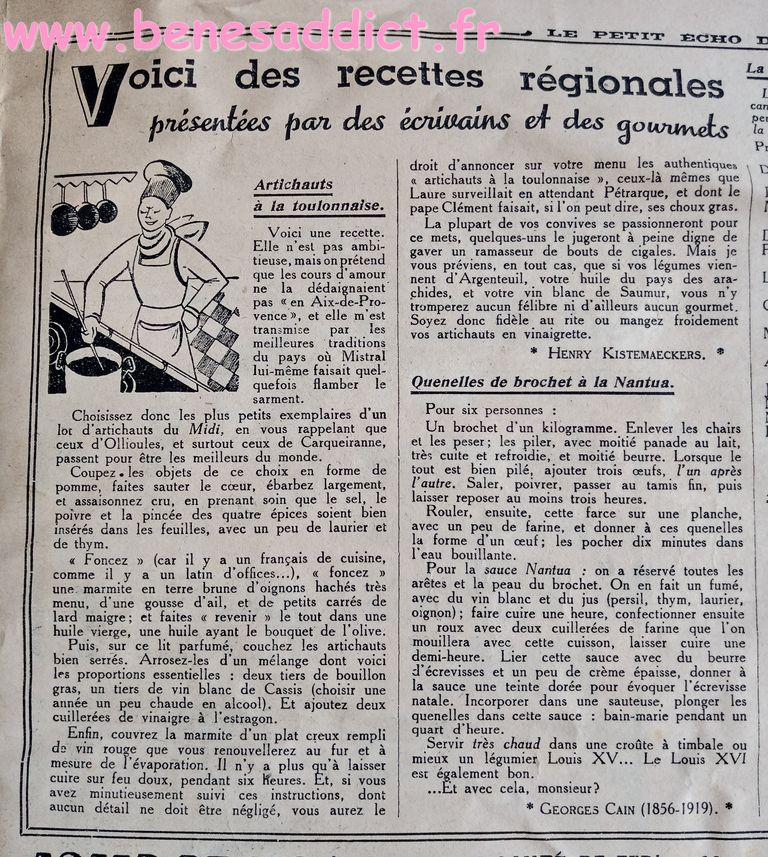 www.benesaddict.fr
LE PETIT ÉCHO D
Voici des recettes régionales
présentées par des écrivains et des gourmets
Artichauts
à la toulonnaise.
Voici une recette.
Elle n'est pas ambi-
tieuse, mais on prétend
que les cours d'amour
ne la dédaignaient
pas « en Aix-de-Pro-
vence », et elle m'est
transmise par les
meilleures traditions
du pays où Mistral
lui-même faisait quel-
quefois flamber le
sarment.
Choisissez donc les plus petits exemplaires d'un
lot d'artichauts du Midi, en vous rappelant que
ceux d'Ollioules, et surtout ceux de Carqueiranne,
passent pour être les meilleurs du monde.
Coupez les objets de ce choix en forme de
pomme, faites sauter le cœur, ébarbez largement,
et assaisonnez cru, en prenant soin que le sel, le
poivre et la pincée des quatre épices soient bien
insérés dans les feuilles, avec un peu de laurier et
de thym.
« Foncez » (car il y a un français de cuisine,
comme il y a un latin d'offices...), « foncez »
une marmite en terre brune d'oignons hachés très
menu, d'une gousse d'ail, et de petits carrés de
lard maigre; et faites « revenir » le tout dans une
huile vierge, une huile ayant le bouquet de l'olive.
Puis, sur ce lit parfumé, couchez les artichauts
bien serrés. Arrosez-les d'un mélange dont voici
les proportions essentielles : deux tiers de bouillon
gras, un tiers de vin blanc de Cassis (choisir une
année un peu chaude en alcool). Et ajoutez deux
cuillerées de vinaigre à l'estragon.
Enfin, couvrez la marmite d'un plat creux rempli
de vin rouge que vous renouvellerez au fur et à
mesure de l'évaporation. Il n'y a plus qu'à laisser
cuire sur feu doux, pendant six heures. Et, si vous
avez minutieusement suivi ces instructions, dont
aucun détail ne doit être négligé, vous aurez le
droit d'annoncer sur votre menu les authentiques
« artichauts à la toulonnaise », ceux-là mêmes que
Laure surveillait en attendant Pétrarque, et dont le
pape Clément faisait, si l'on peut dire, ses choux gras.
La plupart de vos convives se passionneront pour
ce mets, quelques-uns le jugeront à peine digne de
gaver un ramasseur de bouts de cigales. Mais je
vous préviens, en tout cas, que si vos légumes vien-
nent d'Argenteuil, votre huile du pays des ara-
chides, et votre vin blanc de Saumur, vous n'y
tromperez aucun félibre ni d'ailleurs aucun gourmet.
Soyez donc fidèle au rite ou mangez froidement
vos artichauts en vinaigrette.
* HENRY KISTEMAECKERS. *
Quenelles de brochet à la Nantua.
Pour six personnes :
Un brochet d'un kilogramme. Enlever les chairs
et les peser; les piler, avec moitié panade au lait,
très cuite et refroidie, et moitié beurre. Lorsque le
tout est bien pilé, ajouter trois œufs, l'un après
l'autre. Saler, poivrer, passer au tamis fin, puis
laisser reposer au moins trois heures.
Rouler, ensuite, cette farce sur une planche,
avec un peu de farine, et donner à ces quenelles
la forme d'un œuf; les pocher dix minutes dans
l'eau bouillante.
Pour la sauce Nantua : on a réservé toutes les
arêtes et la peau du brochet. On en fait un fumé,
avec du vin blanc et du jus (persil, thym, laurier,
oignon); faire cuire une heure, confectionner ensuite
un roux avec deux cuillerées de farine que l'on
mouillera avec cette cuisson, laisser cuire une
demi-heure. Lier cette sauce avec du beurre
d'écrevisses et un peu de crème épaisse, donner à
la sauce une teinte dorée pour évoquer l'écrevisse
natale. Incorporer dans une sauteuse, plonger les
quenelles dans cette sauce : bain-marie pendant un
quart d'heure.
Servir très chaud dans une croûte à timbale ou
mieux un légumier Louis XV... Le Louis XVI
est également bon.
...Et avec cela, monsieur?
* GEORGES CAIN (1856-1919). *
La